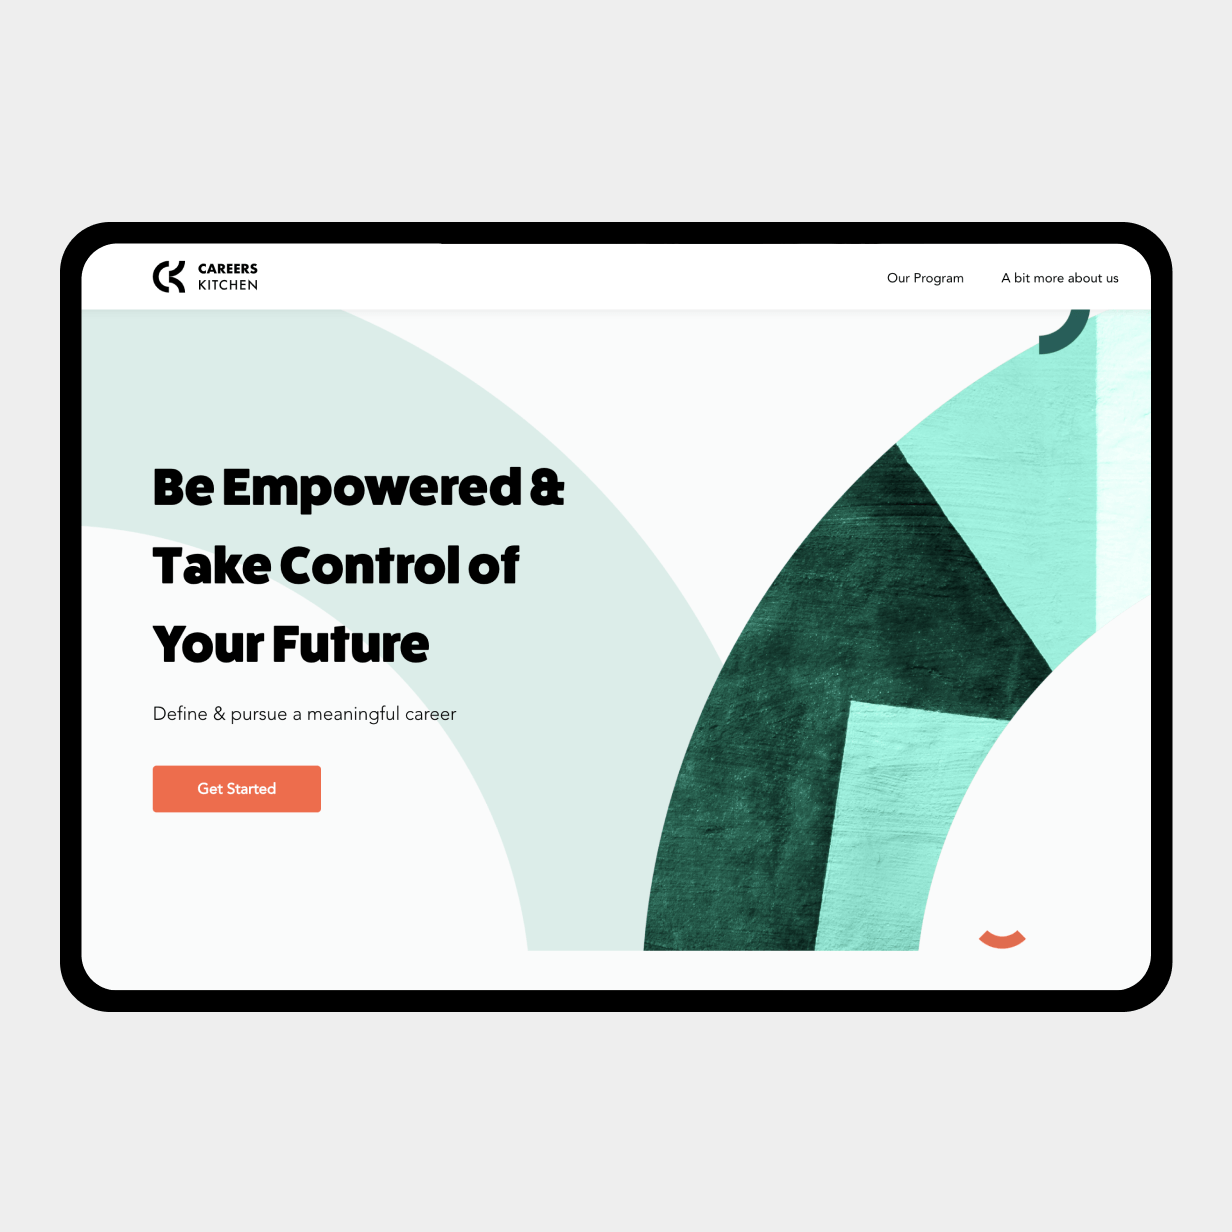 CAREERS
KITCHEN
Our Program
A bit more about us
Be Empowered &
Take Control of
Your Future
Define & pursue a meaningful career
Get Started